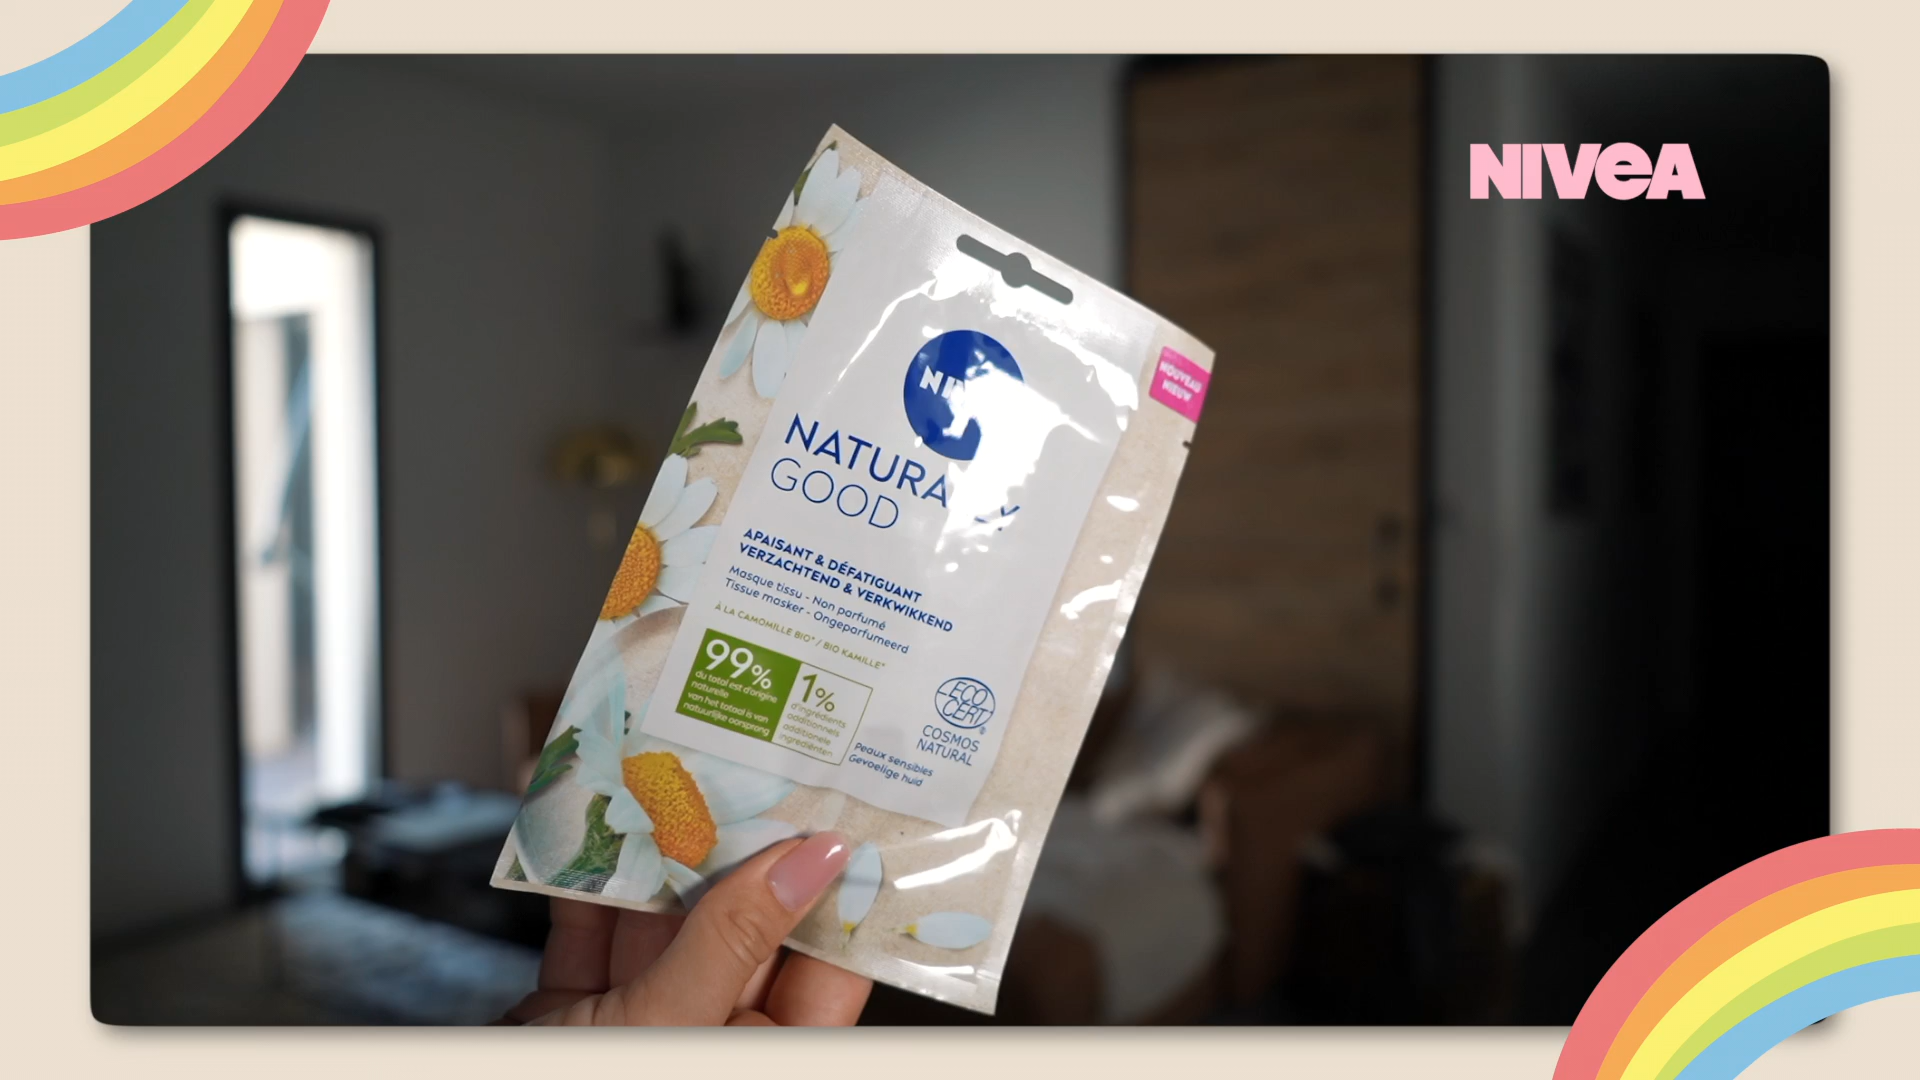 NIVEA
NOUVEAU
NIEUW
GOOD
APAISANT & DÉFATIGUANT
VERZACHTEND & VERKWIKKEND
Masque tissu - Non parfumé
Tissue masker - Ongeparfumeerd
À LA CAMOMILLE BIO* / BIO KAMILLE*
99%
du total est d'origine
naturelle
van het totaal is van
natuurlijke oorsprong
1%
d'ingrédients
additionnels
additionele
ingrediënten
ECO
CERT
COSMOS
NATURAL
Peaux sensibles
Gevoelige huid